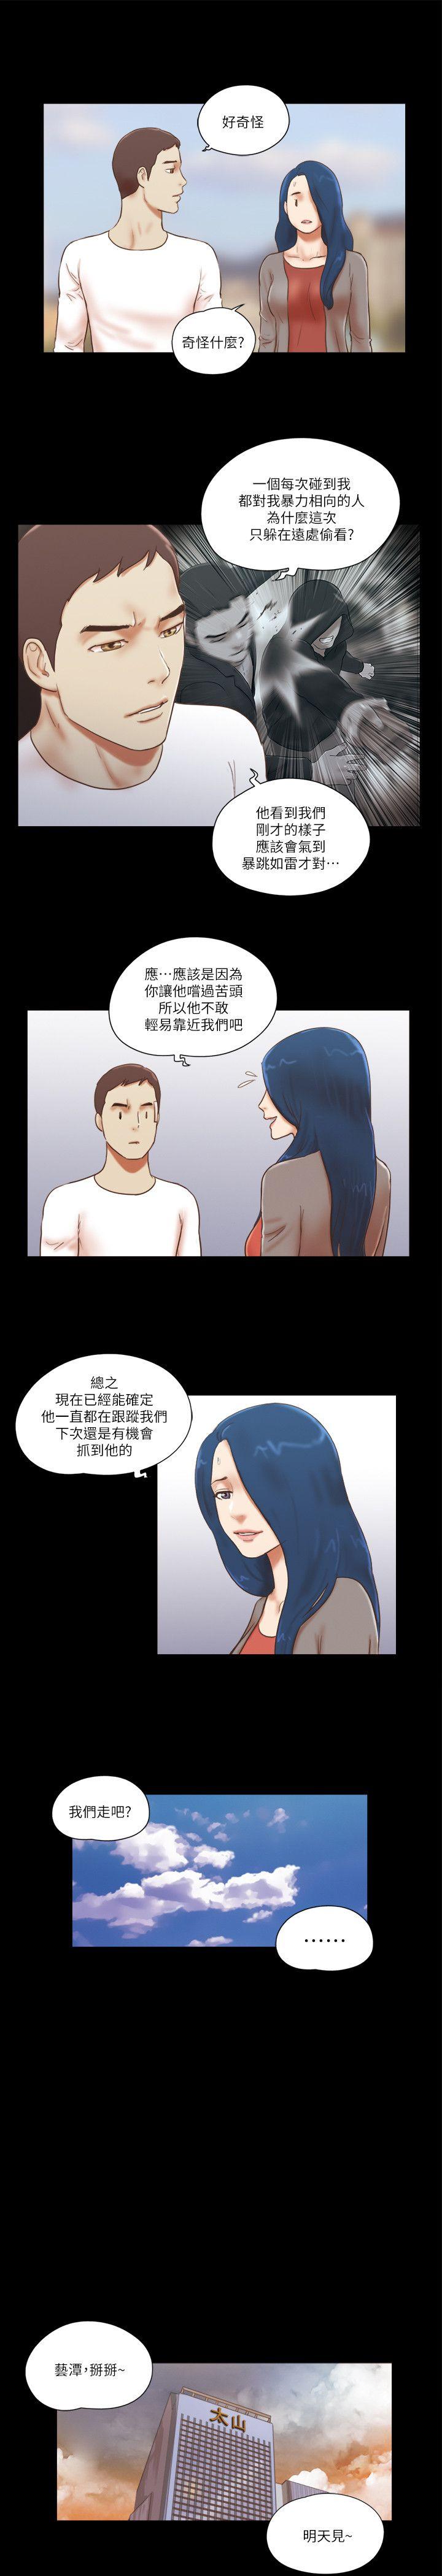 好奇怪
奇怪什麼?
一個每次碰到我
都對我暴力相向的人
為什麼這次
只躲在遠處偷看?
他看到我們
剛才的樣子
應該會氣到
暴跳如雷才對…
應…應該是因為
你讓他嚐過苦頭
所以他不敢
輕易靠近我們吧
總之
現在已經能確定
他一直都在跟蹤我們
下次還是有機會
抓到他的
我們走吧?
⋯⋯
藝潭,掰掰~
太山
明天見~